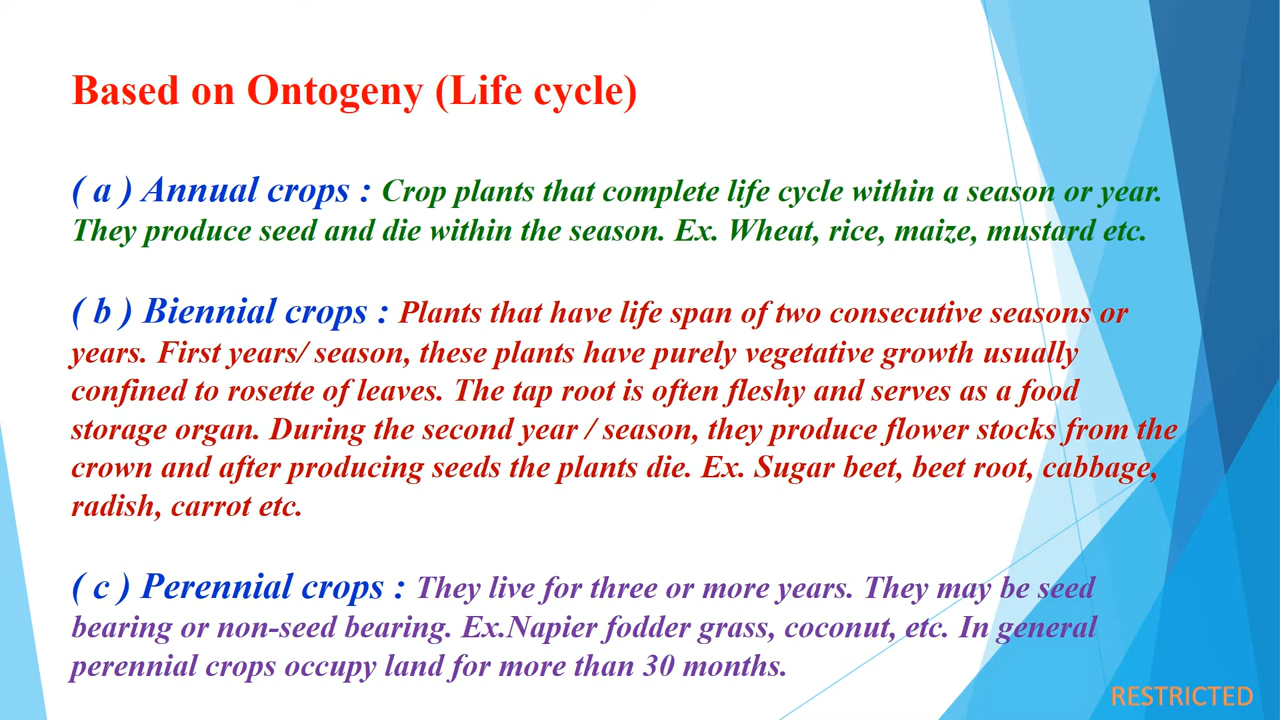 Based on Ontogeny (Life cycle)
( a ) Annual crops : Crop plants that complete life cycle within a season or year.
They produce seed and die within the season. Ex. Wheat, rice, maize, mustard etc.
( b ) Biennial crops : Plants that have life span of two consecutive seasons or
years. First years/ season, these plants have purely vegetative growth usually
confined to rosette of leaves. The tap root is often fleshy and serves as a food
storage organ. During the second year / season, they produce flower stocks from the
crown and after producing seeds the plants die. Ex. Sugar beet, beet root, cabbage,
radish, carrot etc.
( c ) Perennial crops : They live for three or more years. They may be seed
bearing or non-seed bearing. Ex.Napier fodder grass, coconut, etc. In general
perennial crops occupy land for more than 30 months.
RESTRICTED